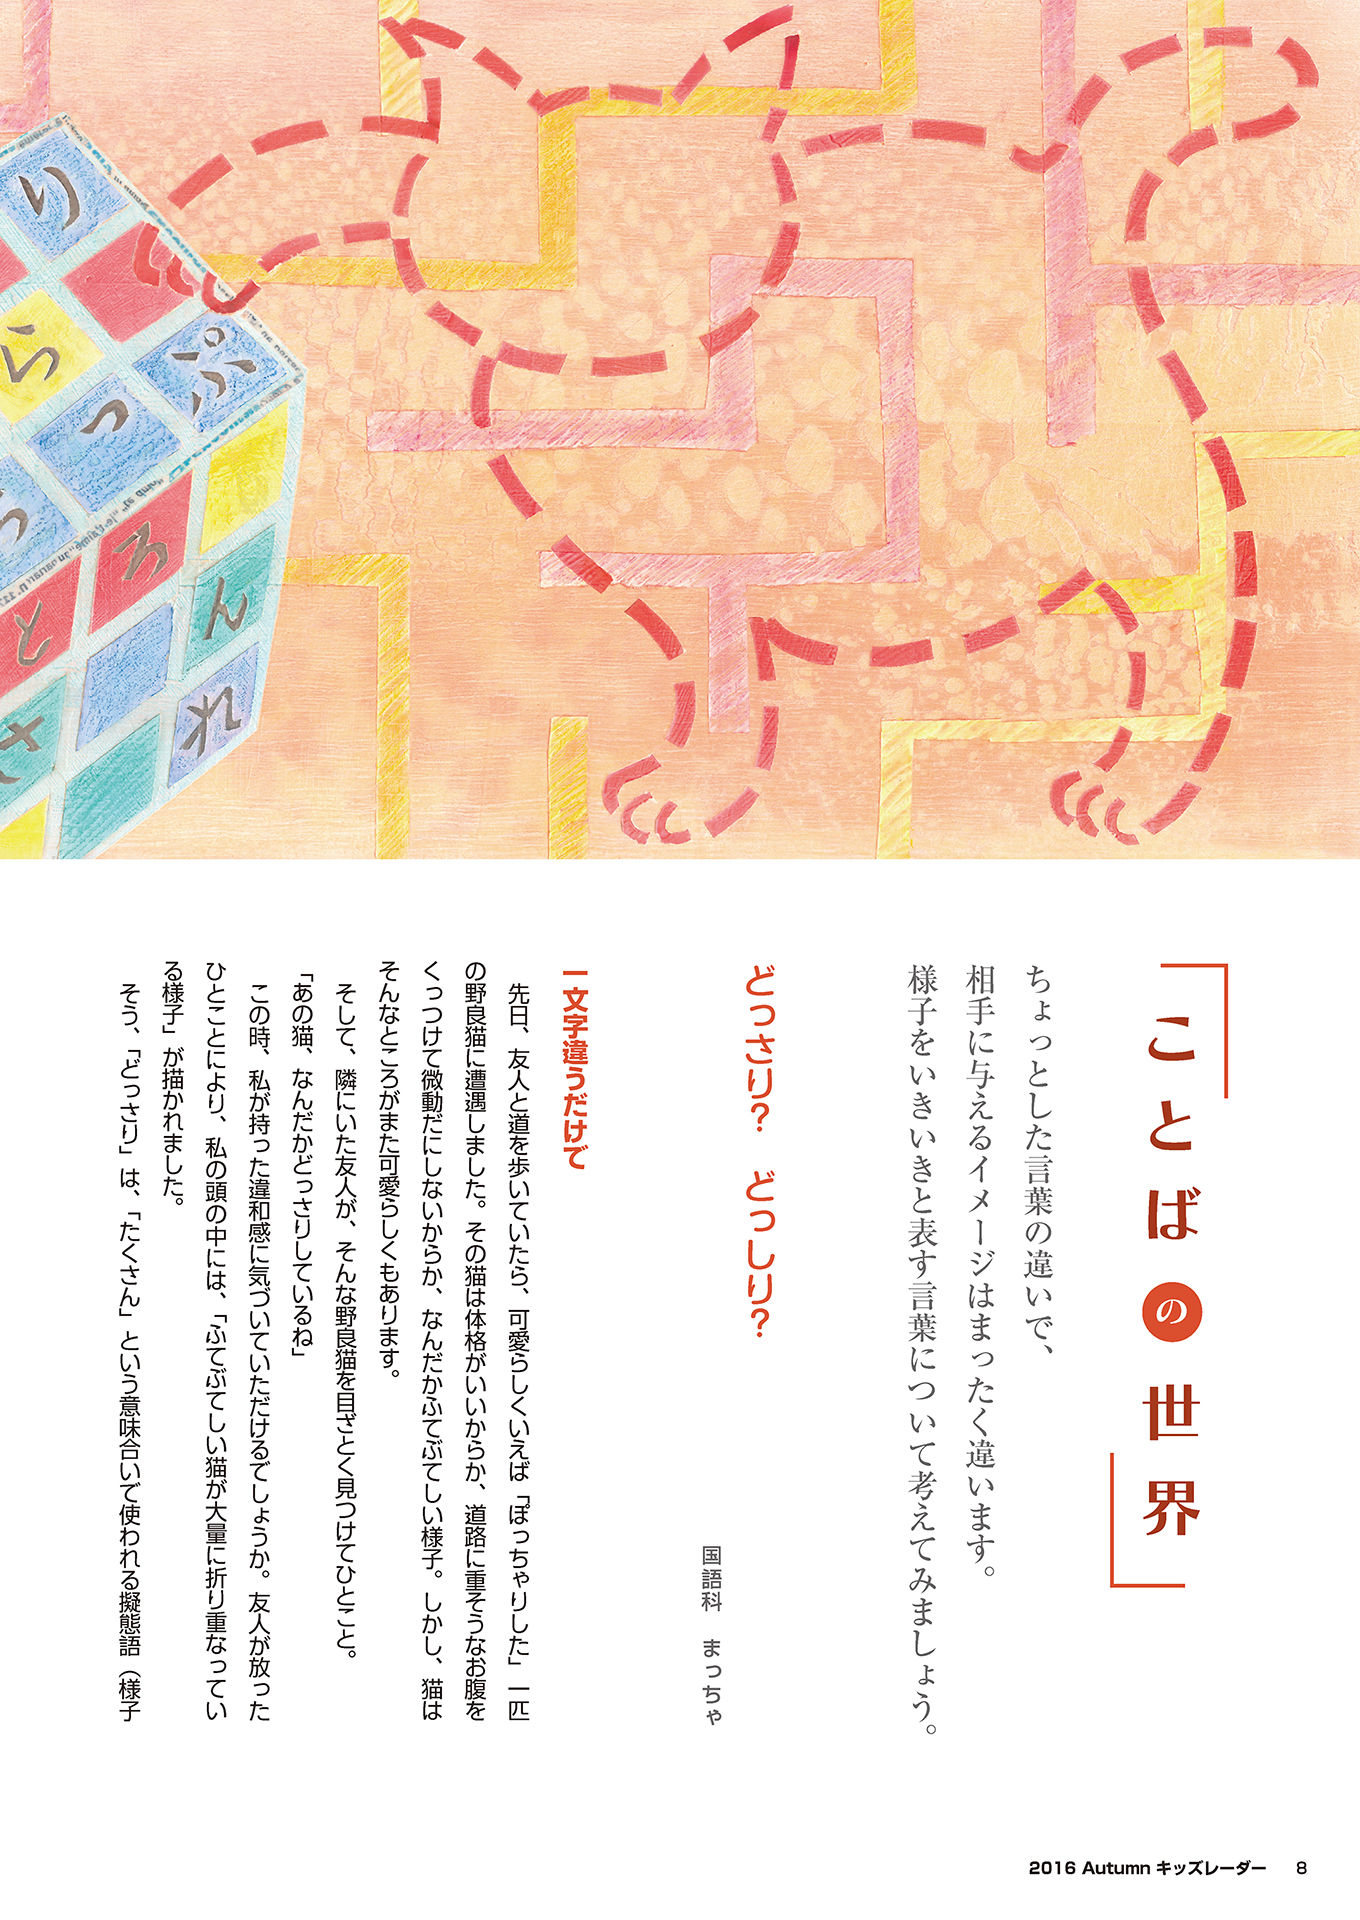 り
ら
っ
ぷ
ろ
ん
と
れ
さ
ことばの世界
ちょっとした言葉の違いで、
相手に与えるイメージはまったく違います。
様子をいきいきと表す言葉について考えてみましょう。
どっさり？　どっしり？
国語科　まっちゃ
一文字違うだけで
先日、友人と道を歩いていたら、可愛らしくいえば「ぽっちゃりした」一匹
の野良猫に遭遇しました。その猫は体格がいいからか、道路に重そうなお腹を
くっつけて微動だにしないからか、なんだかふてぶてしい様子。しかし、猫は
そんなところがまた可愛らしくもあります。
そして、隣にいた友人が、そんな野良猫を目ざとく見つけてひとこと。
「あの猫、なんだかどっさりしているね」
この時、私が持った違和感に気づいていただけるでしょうか。友人が放った
ひとことにより、私の頭の中には、「ふてぶてしい猫が大量に折り重なってい
る様子」が描かれました。
そう、「どっさり」は、「たくさん」という意味合いで使われる擬態語（様子
2016 Autumn キッズレーダー 8